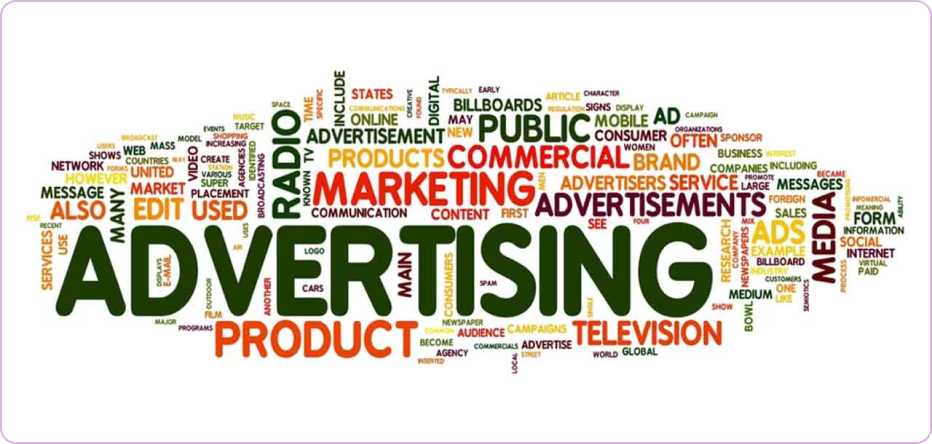 ADVERTISING
MARKETING
PRODUCT
TELEVISION
COMMERCIAL
PUBLIC
ADVERTISEMENTS
RADIO
MEDIA
ADS
PRODUCTS
ADVERTISEMENT
BRAND
ADVERTISERS
SERVICE
EDIT
USED
ALSO
MANY
MESSAGE
MARKET
HOWEVER
NETWORK
UNITED
SHOWS
WEB
MASS
USERS
BROADCAST
COUNTRIES
FORMS
WAY
MODEL
VIDEO
EVENTS
SHOPPING
INCREASING
CREATE
STATION
VARIOUS
SUPER
PLACEMENT
AGENCIES
IDENTIFIED
BROADCASTING
MUSIC
TARGET
SPACE
KNOWN
TV
TIME
SPECIFIC
INCLUDE
STATES
COMMUNICATIONS
ONLINE
CREATIVE
FOUND
DIGITAL
TYPICALLY
EARLY
BILLBOARDS
MAY
NEW
ARTICLE
CHARACTER
REGULATION
SIGNS
DISPLAY
MOBILE
AD
CAMPAIGN
CONSUMER
ORGANIZATIONS
WOMEN
OFTEN
SPONSOR
BUSINESS
INTEREST
COMPANIES
INCLUDING
PROMOTE
LARGE
MESSAGES
BECAME
FOREIGN
SALES
PROMOTIONS
INFOMERCIAL
MEANING
FORM
ABILITY
INFORMATION
SOCIAL
INTERNET
VIRTUAL
PAID
PROCESS
EXAMPLE
BILLBOARD
INDUSTRY
CUSTOMERS
ONE
LIKE
SEMIOTICS
MEDIUM
BOWL
SHOW
RESEARCH
COMPANY
NEWSPAPERS
MIX
MEN
COMMUNICATION
CONTENT
FIRST
SEE
FOUR
RISE
RECENT
SERVICES
USE
DISPLAYS
E-MAIL
USES
AIR
LOGO
CARS
MAIN
CONSUMERS
SPAM
SINGLE
OUTDOOR
FILM
ANOTHER
MAJOR
PROGRAMS
NEWSPAPER
COMMON
AUDIENCE
CAMPAIGNS
BECOME
AGENCY
INSERTED
COMMERCIALS
ADVERTISE
LOCAL
STREET
WORLD
GLOBAL